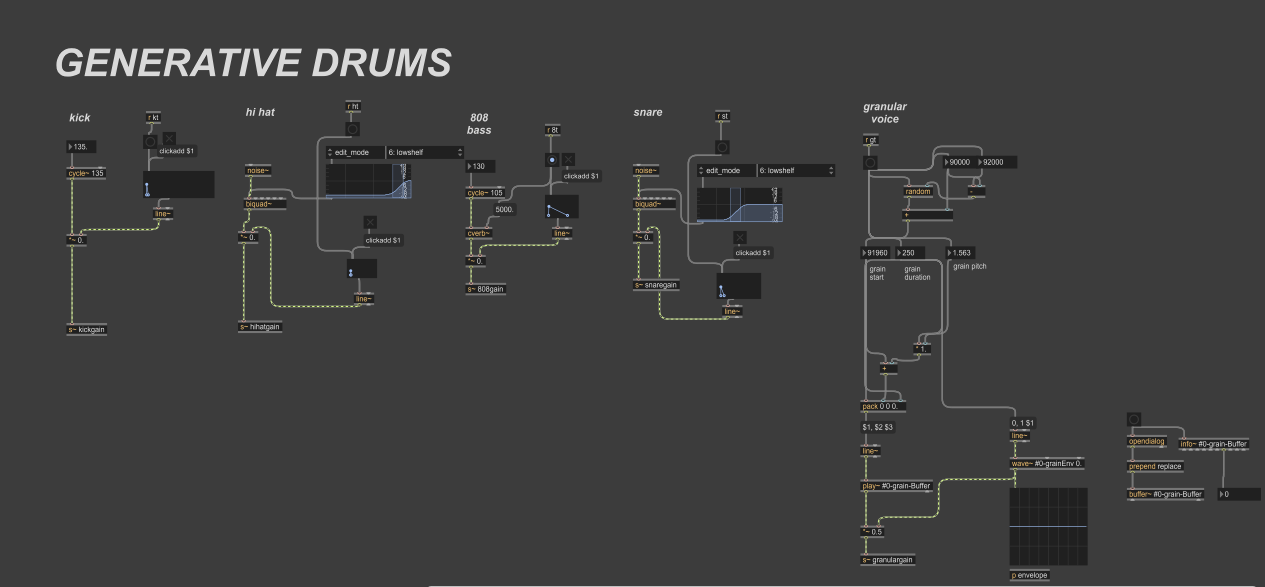 GENERATIVE DRUMS
kick
r kt
135.
clickadd $1
cycle~ 135
line~
*~ 0.
s~ kickgain
hi hat
r ht
edit_mode
6: lowshelf
noise~
biquad~
*~ 0.
clickadd $1
line~
s~ hihatgain
808
bass
r 8t
130
clickadd $1
cycle~ 105
5000.
cverb~
line~
*~ 0.
s~ 808gain
snare
r st
noise~
edit_mode
6: lowshelf
biquad~
*~ 0.
clickadd $1
s~ snaregain
line~
granular
voice
r gt
90000
92000
random
-
+
91960
250
1.563
grain
start
grain
duration
grain pitch
* 1.
+
pack 0 0 0.
$1, $2 $3
line~
play~ #0-grain-Buffer
*~ 0.5
s~ granulargain
0, 1 $1
line~
wave~ #0-grainEnv 0.
p envelope
opendialog
info~ #0-grain-Buffer
prepend replace
buffer~ #0-grain-Buffer
0